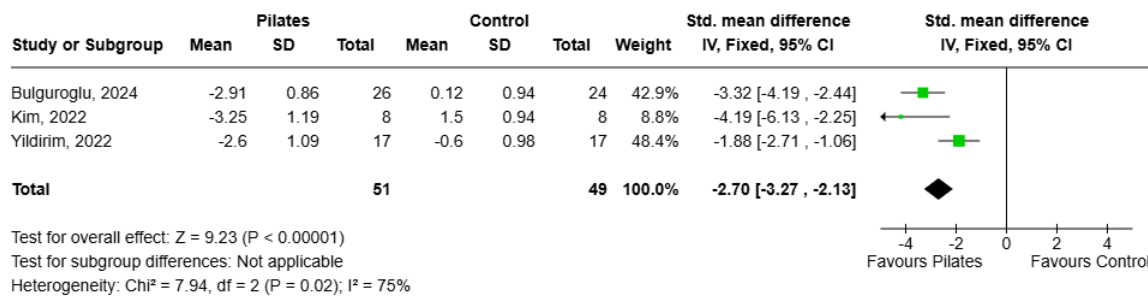 Pilates Control Std. mean difference Std. mean difference
Study or Subgroup Mean SD Total Mean SD Total Weight IV, Fixed, 95% CI IV, Fixed, 95% CI
Bulguroglu, 2024 -2.91 0.86 26 0.12 0.94 24 42.9% -3.32 [-4.19 , -2.44]
Kim, 2022 -3.25 1.19 8 1.5 0.94 8 8.8% -4.19 [-6.13 , -2.25]
Yildirim, 2022 -2.6 1.09 17 -0.6 0.98 17 48.4% -1.88 [-2.71 , -1.06]
Total 51 49 100.0% -2.70 [-3.27 , -2.13]
Test for overall effect: Z = 9.23 (P < 0.00001)
Test for subgroup differences: Not applicable
Heterogeneity: Chi² = 7.94, df = 2 (P = 0.02); I² = 75%
-4 -2 0 2 4
Favours Pilates Favours Control